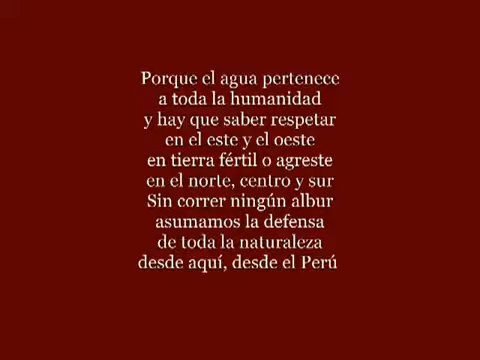 Porque el agua pertenece
a toda la humanidad
y hay que saber respetar
en el este y el oeste
en tierra fértil o agreste
en el norte, centro y sur
Sin correr ningún albur
asumamos la defensa
de toda la naturaleza
desde aquí, desde el Perú